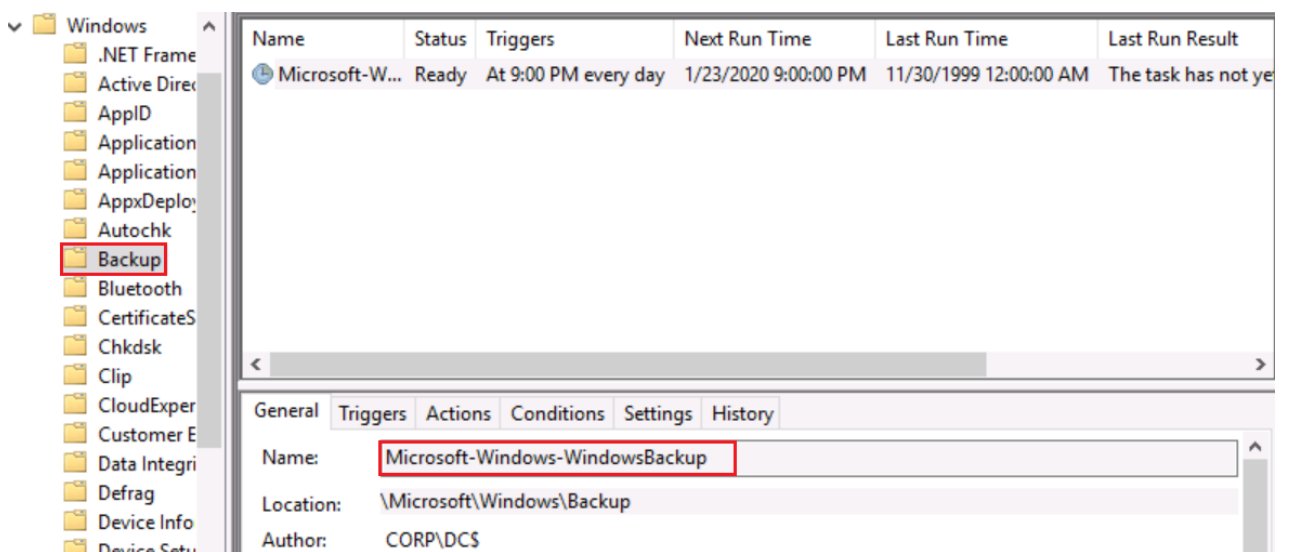 Windows
.NET Frame
Active Direc
AppID
Application
Application
AppxDeploy
Autochk
Backup
Bluetooth
CertificateS
Chkdsk
Clip
CloudExper
Customer E
Data Integri
Defrag
Device Info
Device Setu
Name Status Triggers Next Run Time Last Run Time Last Run Result
Microsoft-W... Ready At 9:00 PM every day 1/23/2020 9:00:00 PM 11/30/1999 12:00:00 AM The task has not ye
General Triggers Actions Conditions Settings History
Name: Microsoft-Windows-WindowsBackup
Location: \Microsoft\Windows\Backup
Author: CORP\DC$